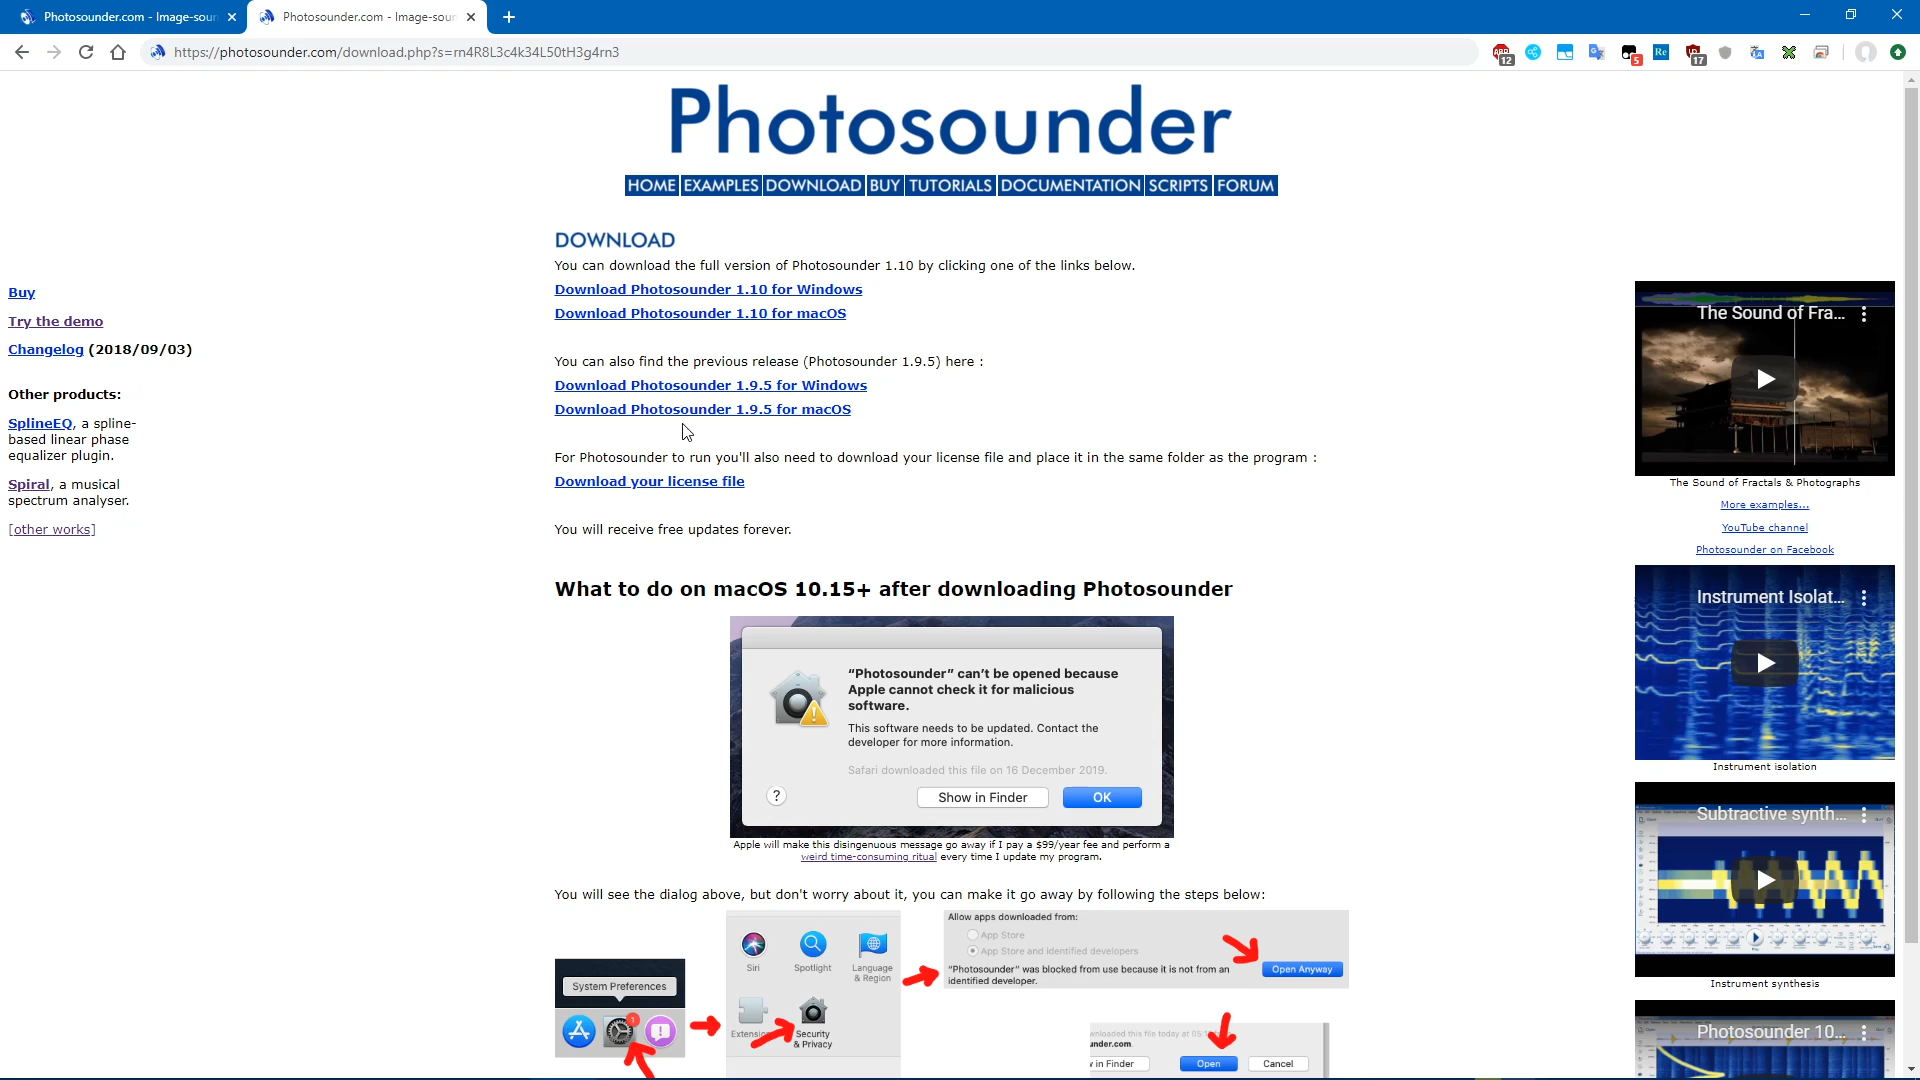 Photosounder.com - Image-soun
Photosounder.com - Image-soun
https://photosounder.com/download.php?s=rn4R8L3c4k34L50tH3g4rn3
12
5
Re
17
Photosounder
HOME EXAMPLES DOWNLOAD BUY TUTORIALS DOCUMENTATION SCRIPTS FORUM
DOWNLOAD
You can download the full version of Photosounder 1.10 by clicking one of the links below.
Download Photosounder 1.10 for Windows
Download Photosounder 1.10 for macOS
You can also find the previous release (Photosounder 1.9.5) here :
Download Photosounder 1.9.5 for Windows
Download Photosounder 1.9.5 for macOS
For Photosounder to run you'll also need to download your license file and place it in the same folder as the program :
Download your license file
You will receive free updates forever.
What to do on macOS 10.15+ after downloading Photosounder
"Photosounder" can't be opened because
Apple cannot check it for malicious
software.
This software needs to be updated. Contact the
developer for more information.
Safari downloaded this file on 16 December 2019.
?
Show in Finder
OK
Apple will make this disingenuous message go away if I pay a $99/year fee and perform a
weird time-consuming ritual every time I update my program.
You will see the dialog above, but don't worry about it, you can make it go away by following the steps below:
System Preferences
1
Siri
Spotlight
Language
& Region
Security
& Privacy
Allow apps downloaded from:
App Store
App Store and identified developers
"Photosounder" was blocked from use because it is not from an
identified developer.
Open Anyway
under.com
in Finder
Open
Cancel
Buy
Try the demo
Changelog (2018/09/03)
Other products:
SplineEQ, a spline-
based linear phase
equalizer plugin.
Spiral, a musical
spectrum analyser.
[other works]
The Sound of Fra...
The Sound of Fractals & Photographs
More examples...
YouTube channel
Photosounder on Facebook
Instrument Isolat...
Instrument isolation
Subtractive synth...
Instrument synthesis
Photosounder 10...